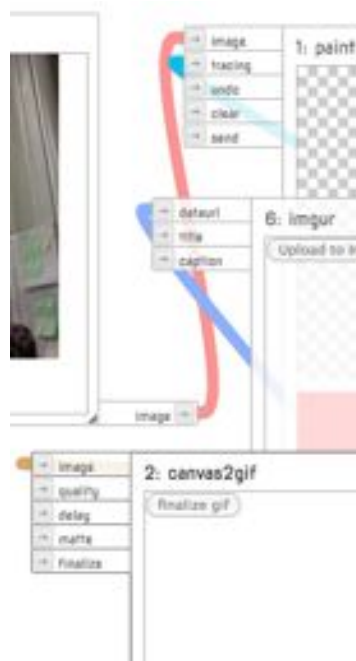 image
tracing
undo
clear
send
1: paint
dataurl
title
caption
6: imgur
Upload to
image
image
quality
delay
matte
finalize
2: canvas2gif
finalize gif